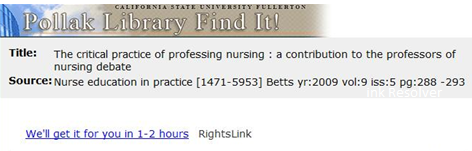 CALIFORNIA STATE UNIVERSITY FULLERTON
Pollak Library Find It!
Title: The critical practice of professing nursing : a contribution to the professors of
nursing debate
Source: Nurse education in practice [1471-5953] Betts yr:2009 vol:9 iss:5 pg:288 -293
ink Resolver
We'll get it for you in 1-2 hours RightsLink